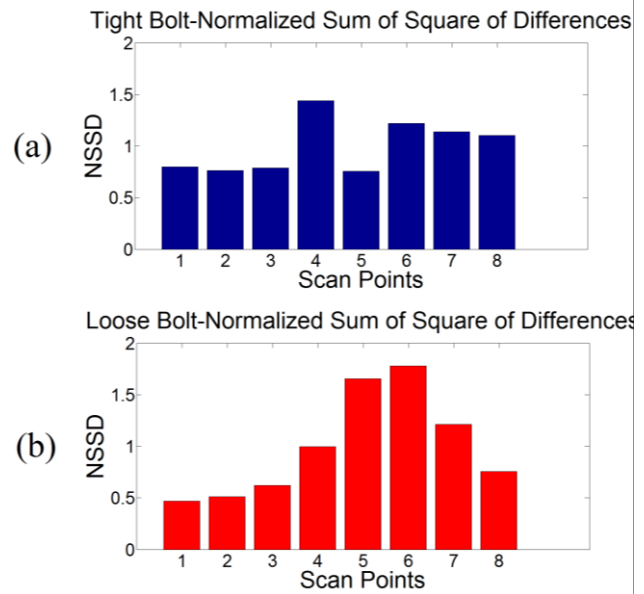 Tight Bolt-Normalized Sum of Square of Differences
(a)
NSSD
2
1.5
1
0.5
0
1 2 3 4 5 6 7 8
Scan Points
Loose Bolt-Normalized Sum of Square of Differences
(b)
NSSD
2
1.5
1
0.5
0
1 2 3 4 5 6 7 8
Scan Points